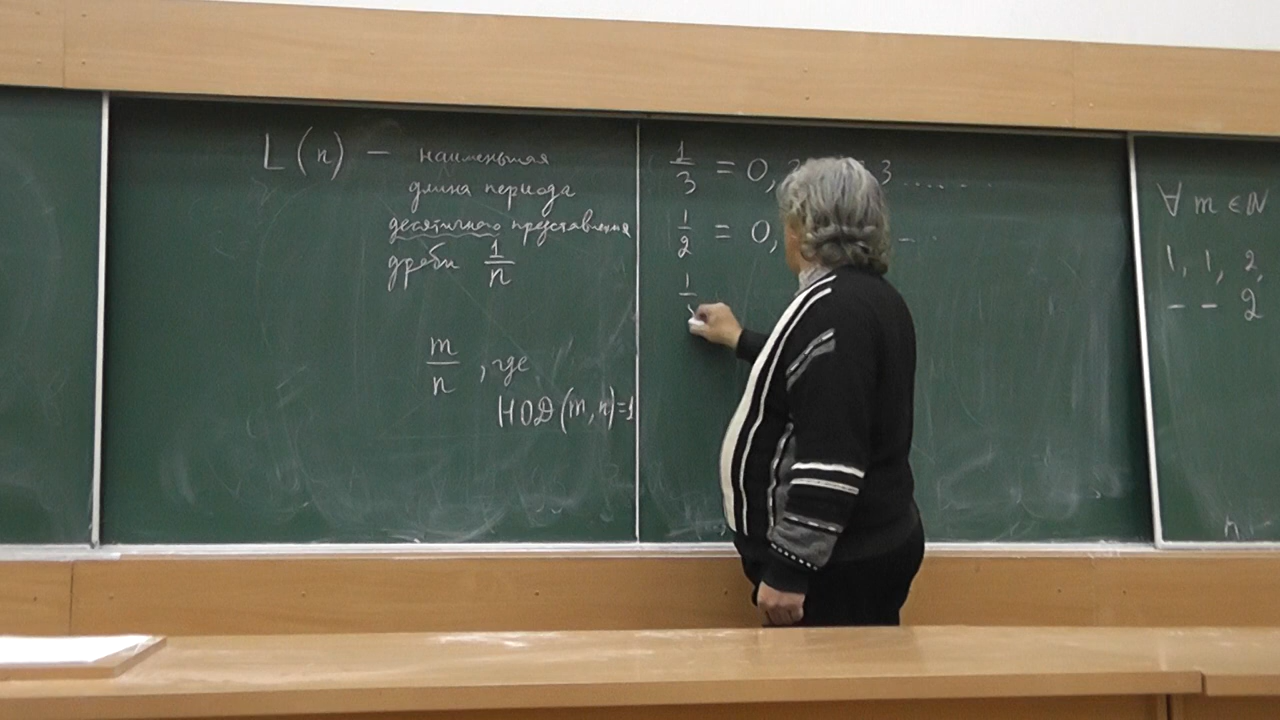 L(n) — наименьшая
длина периода
десятичного представления
дроби 1/n
m/n , где
НОД(m,n)=1
1/3 = 0, 3 ........
1/2 = 0,
1/
∀ m ∈ N
1, 1, 2,
– – 2
n